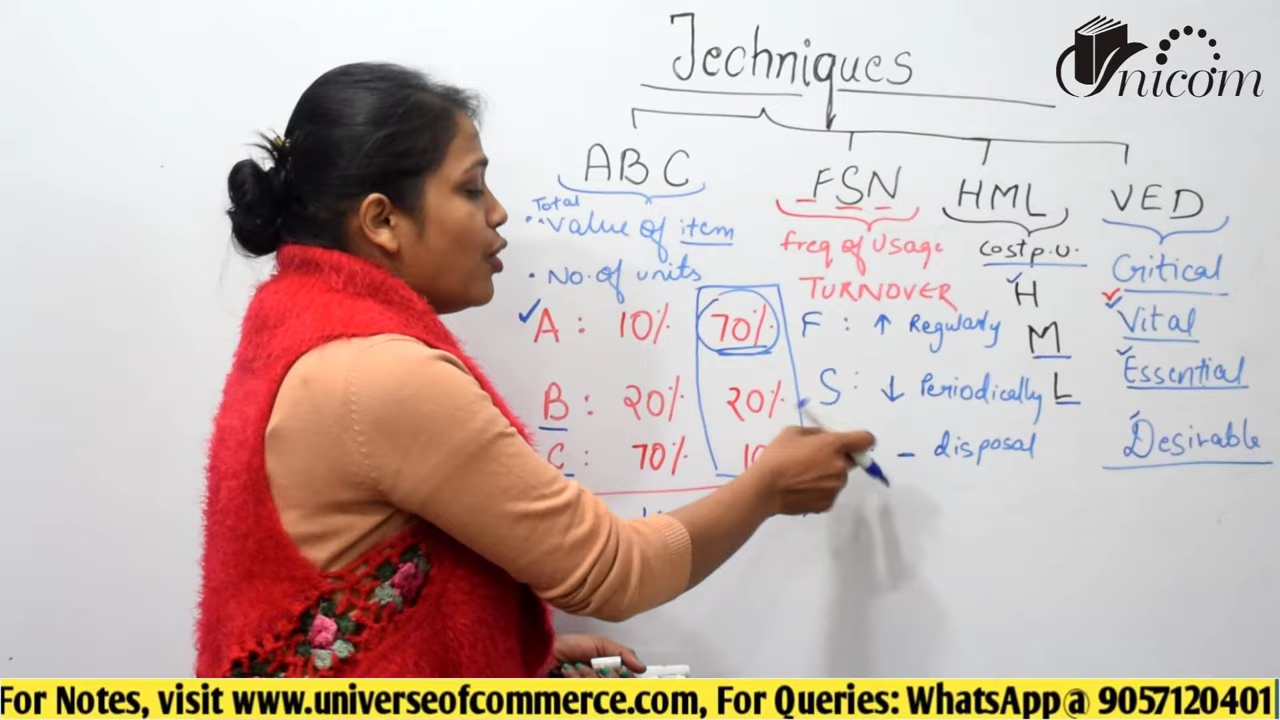 Techniques
Unicom
ABC
FSN
HML
VED
Total
• Value of item
• No. of units
A : 10% 70%
B : 20% 20%
C : 70% 10
freq of Usage
TURNOVER
F : ↑ Regularly
S : ↓ Periodically
– disposal
Cost p.u.
H
M
L
Critical
Vital
Essential
Desirable
For Notes, visit www.universeofcommerce.com, For Queries: WhatsApp@ 9057120401